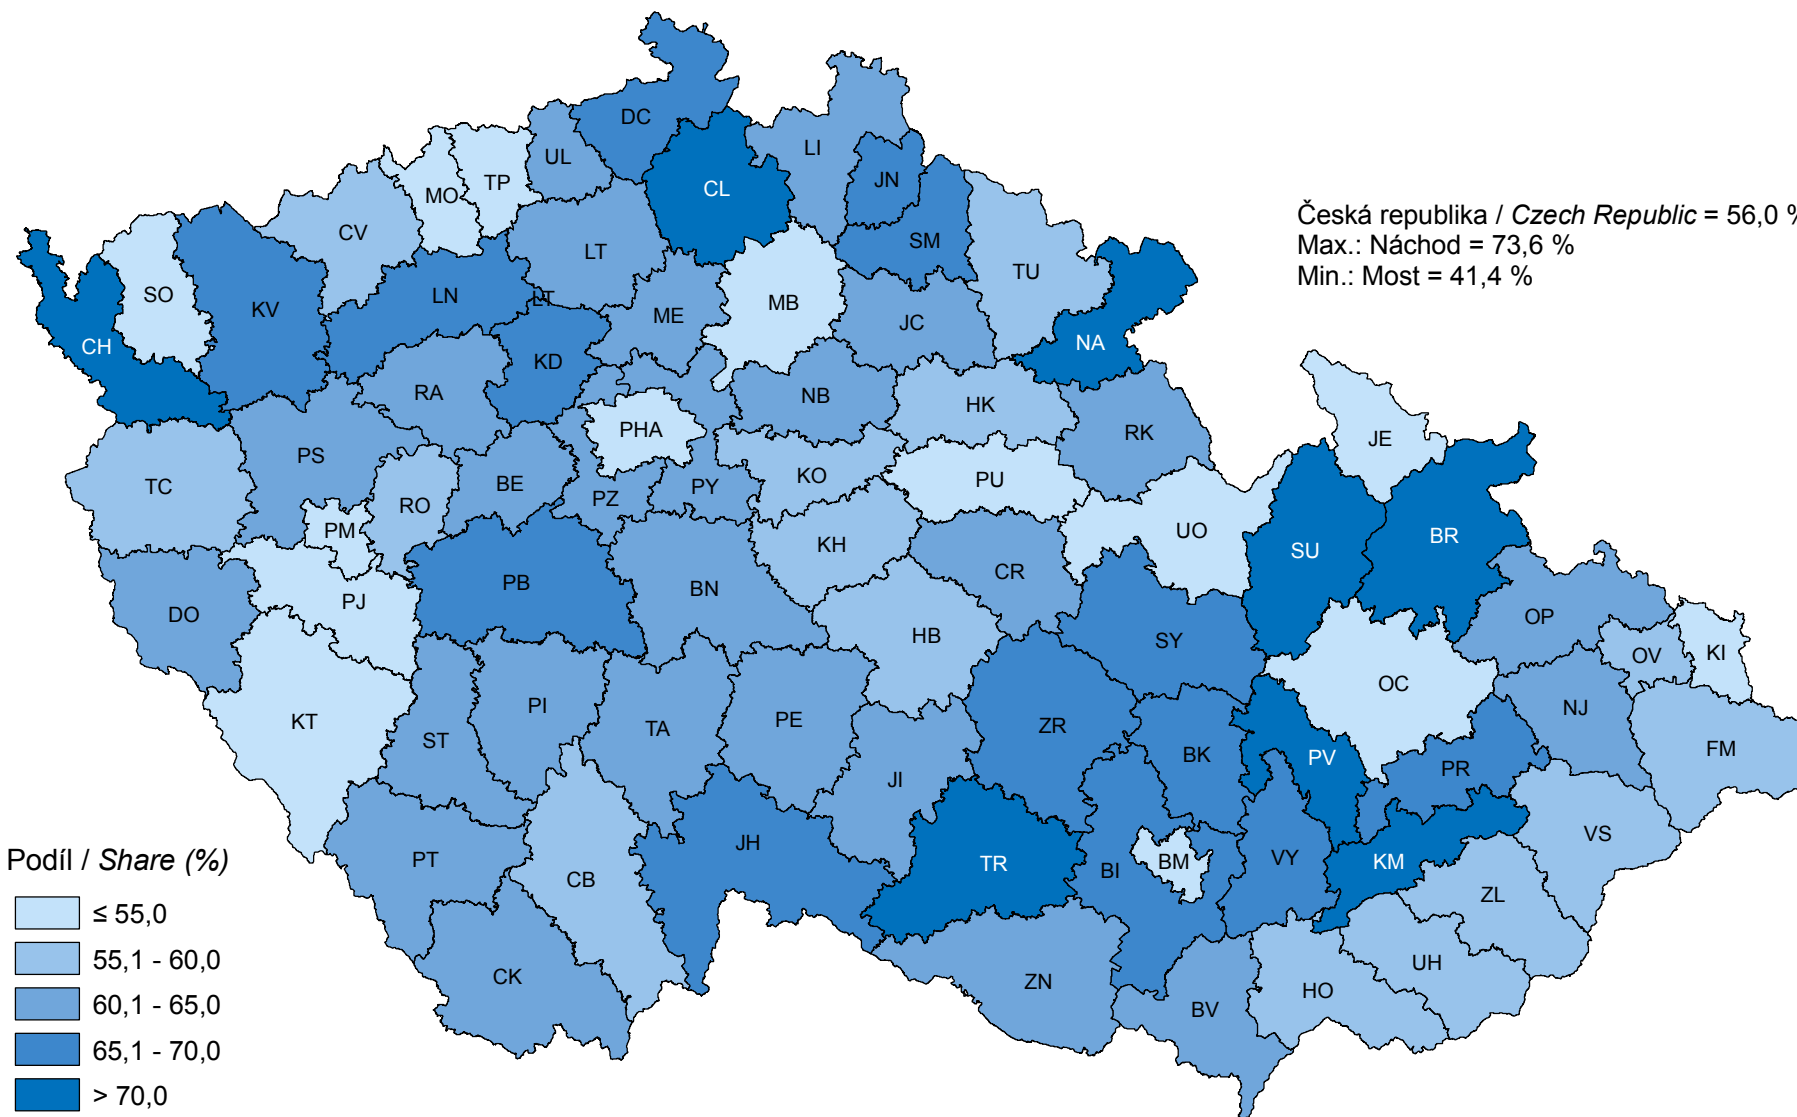 DC
UL
LI
TP
MO
JN
CL
CV
SM
Česká republika / Czech Republic = 56,0 %
Max.: Náchod = 73,6 %
Min.: Most = 41,4 %
LT
TU
SO
LN
LT
MB
KV
ME
JC
CH
NA
KD
RA
NB
HK
PHA
RK
JE
PS
KO
PU
TC
BE
PY
RO
PZ
PM
UO
BR
KH
SU
CR
PB
BN
PJ
DO
OP
HB
SY
OV
KI
OC
PI
KT
PE
ZR
NJ
TA
ST
FM
BK
PV
PR
JI
VS
JH
Podíl / Share (%)
PT
TR
BM
VY
KM
BI
CB
ZL
≤ 55,0
55,1 - 60,0
UH
CK
ZN
HO
60,1 - 65,0
BV
65,1 - 70,0
> 70,0